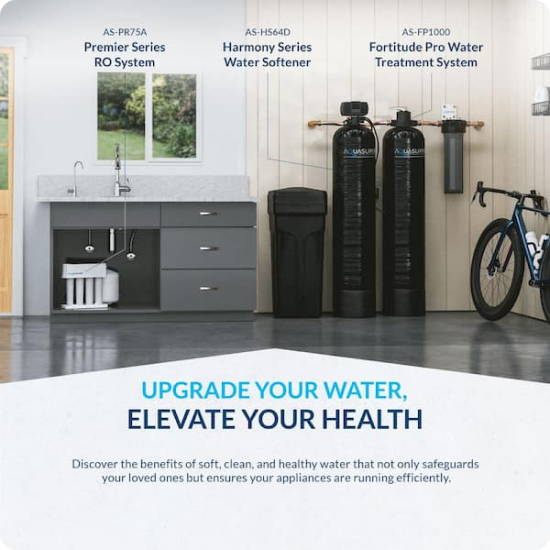 AS-PR75A
Premier Series
RO System
AS-HS64D
Harmony Series
Water Softener
AS-FP1000
Fortitude Pro Water
Treatment System
AQUASURE
UPGRADE YOUR WATER,
ELEVATE YOUR HEALTH
Discover the benefits of soft, clean, and healthy water that not only safeguards
your loved ones but ensures your appliances are running efficiently.